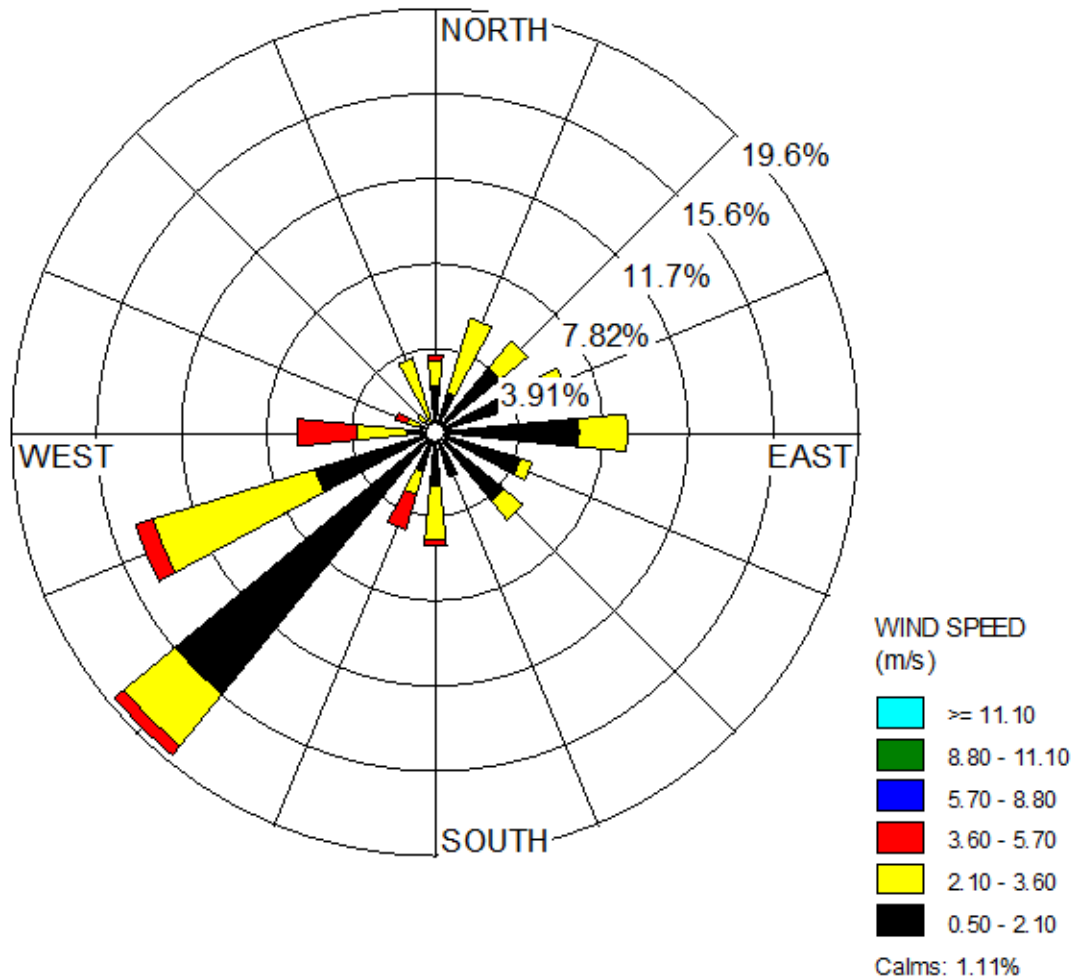 NORTH
19.6%
15.6%
11.7%
7.82%
3.91%
WEST
EAST
SOUTH
WIND SPEED
(m/s)
>= 11.10
8.80 - 11.10
5.70 - 8.80
3.60 - 5.70
2.10 - 3.60
0.50 - 2.10
Calms: 1.11%